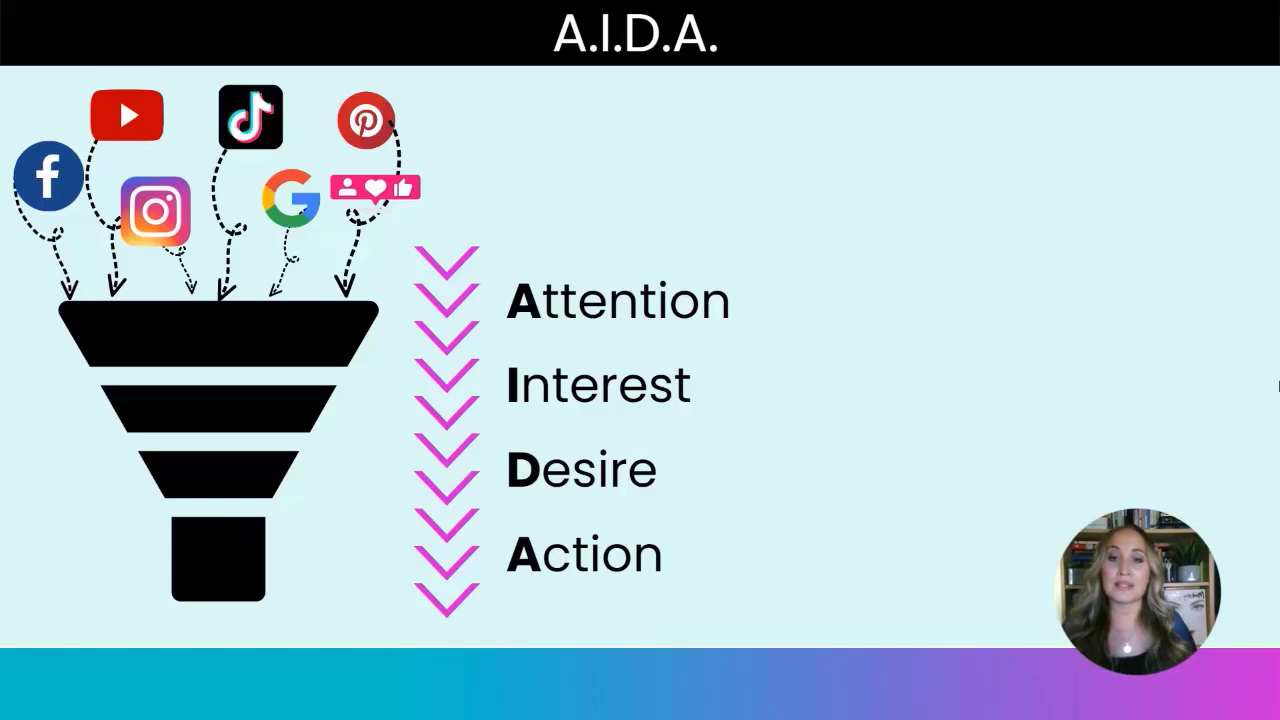 A.I.D.A.
Attention
Interest
Desire
Action